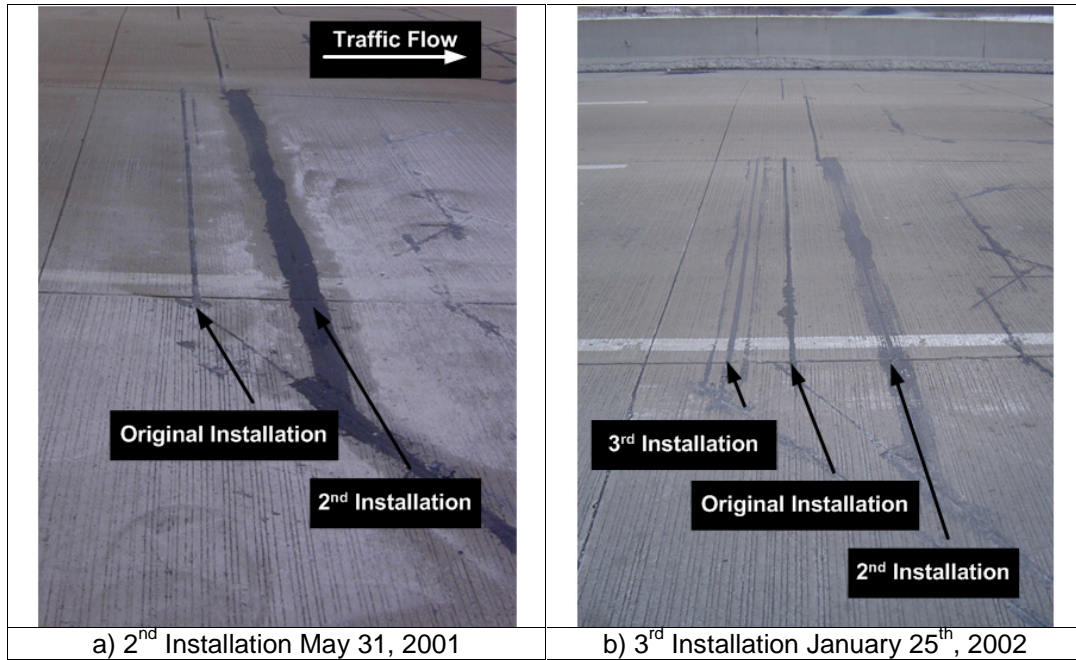 Traffic Flow
Original Installation
2nd Installation
3rd Installation
Original Installation
2nd Installation
a) 2nd Installation May 31, 2001
b) 3rd Installation January 25th, 2002